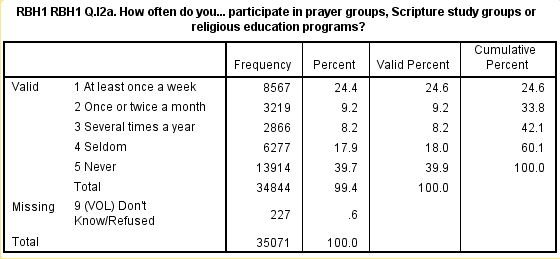 RBH1 RBH1 Q.I2a. How often do you... participate in prayer groups, Scripture study groups or
religious education programs?
Frequency Percent Valid Percent Cumulative Percent
Valid 1 At least once a week 8567 24.4 24.6 24.6
2 Once or twice a month 3219 9.2 9.2 33.8
3 Several times a year 2866 8.2 8.2 42.1
4 Seldom 6277 17.9 18.0 60.1
5 Never 13914 39.7 39.9 100.0
Total 34844 99.4 100.0
Missing 9 (VOL) Don't Know/Refused 227 .6
Total 35071 100.0